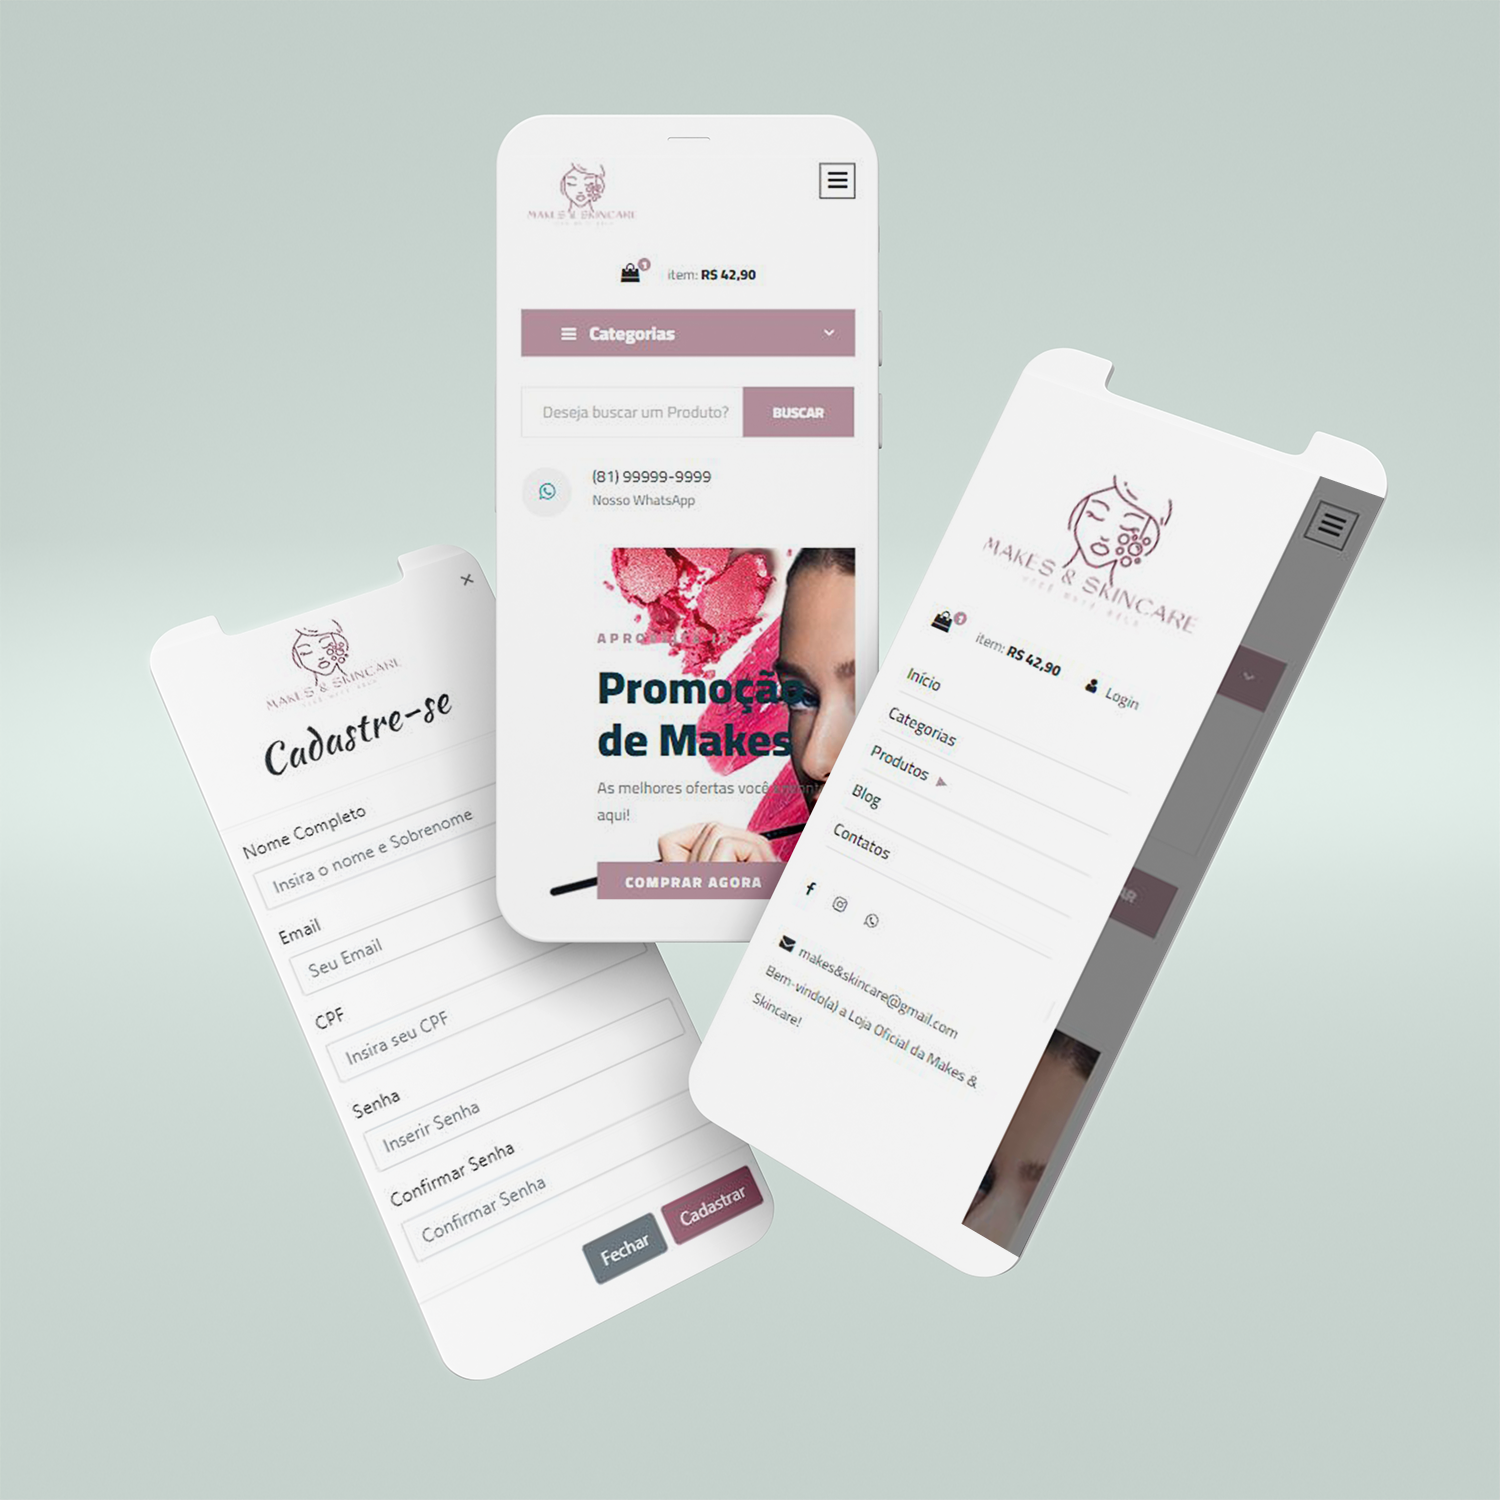 MAKES & SKINCARE
1
item: R$ 42,90
Categorias
Deseja buscar um Produto?
BUSCAR
(81) 99999-9999
Nosso WhatsApp
Promoção
de Makes
As melhores ofertas você
aqui!
COMPRAR AGORA
MAKES & SKINCARE
Cadastre-se
Nome Completo
Insira o nome e Sobrenome
Email
Seu Email
CPF
Insira seu CPF
Senha
Inserir Senha
Confirmar Senha
Confirmar Senha
Fechar
Cadastrar
MAKES & SKINCARE
1
item: R$ 42,90
Login
Início
Categorias
Produtos
Blog
Contatos
makes&skincare@gmail.com
Bem-vindo(a) a Loja Oficial da Makes &
Skincare!